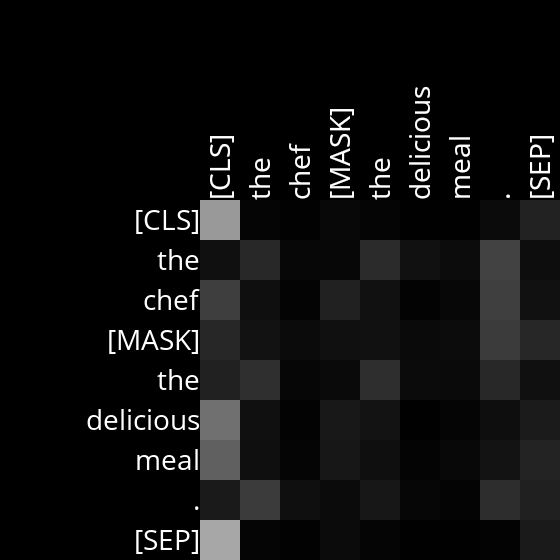 [CLS] the chef [MASK] the delicious meal . [SEP]
[CLS]
the
chef
[MASK]
the
delicious
meal
.
[SEP]